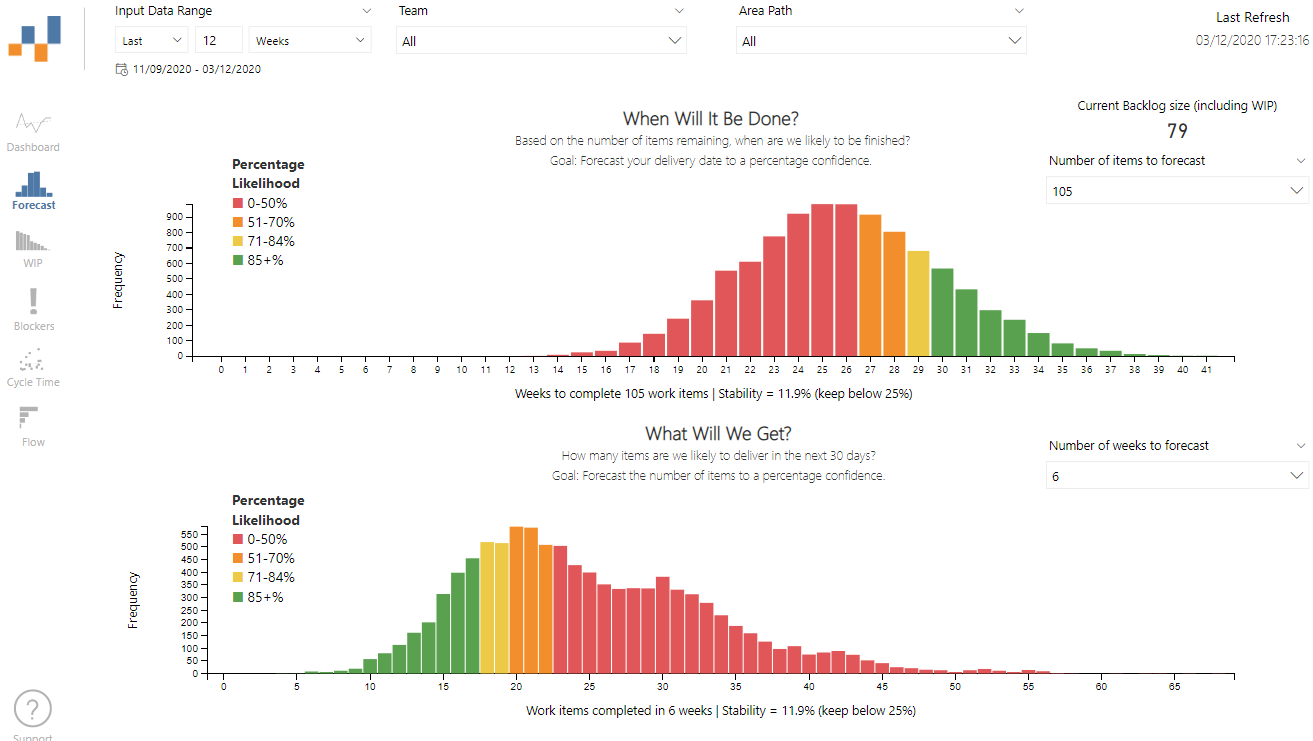 Input Data Range
Team
Area Path
Last Refresh
Last
12
Weeks
All
All
03/12/2020 17:23:16
11/09/2020 - 03/12/2020
Dashboard
Forecast
WIP
Blockers
Cycle Time
Flow
Support
When Will It Be Done?
Based on the number of items remaining, when are we likely to be finished?
Goal: Forecast your delivery date to a percentage confidence.
Current Backlog size (including WIP)
79
Number of items to forecast
105
Percentage
Likelihood
0-50%
51-70%
71-84%
85+%
Frequency
900
800
700
600
500
400
300
200
100
0
0 1 2 3 4 5 6 7 8 9 10 11 12 13 14 15 16 17 18 19 20 21 22 23 24 25 26 27 28 29 30 31 32 33 34 35 36 37 38 39 40 41
Weeks to complete 105 work items | Stability = 11.9% (keep below 25%)
What Will We Get?
How many items are we likely to deliver in the next 30 days?
Goal: Forecast the number of items to a percentage confidence.
Number of weeks to forecast
6
Percentage
Likelihood
0-50%
51-70%
71-84%
85+%
Frequency
550
500
450
400
350
300
250
200
150
100
50
0
0 5 10 15 20 25 30 35 40 45 50 55 60 65
Work items completed in 6 weeks | Stability = 11.9% (keep below 25%)